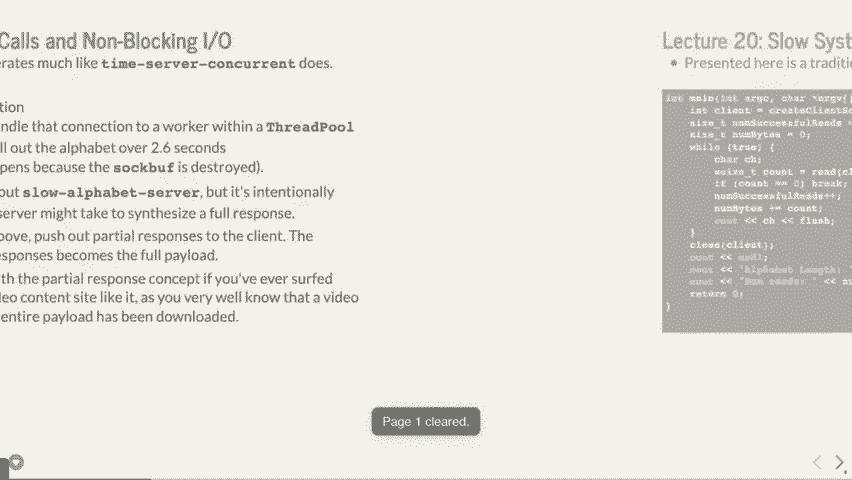 Calls and Non-Blocking I/O
erates much like time-server-concurrent does.
tion
andle that connection to a worker within a ThreadPool
ll out the alphabet over 2.6 seconds
pens because the sockbuf is destroyed).
out slow-alphabet-server, but it's intentionally
server might take to synthesize a full response.
bove, push out partial responses to the client. The
esponses becomes the full payload.
th the partial response concept if you've ever surfed
deo content site like it, as you very well know that a video
entire payload has been downloaded.
Lecture 20: Slow Syst
Presented here is a traditio
int main(int argc, char *argv[]
int client = createClientSo
size_t numSuccessfulReads =
size_t numBytes = 0;
while (true) {
char ch;
ssize_t count = read(cl
if (count == 0) break;
numSuccessfulReads++;
numBytes += count;
cout << ch << flush;
}
close(client);
cout << endl;
cout << "Alphabet Length: "
cout << "Num reads: " << nu
return 0;
}
Page 1 cleared.